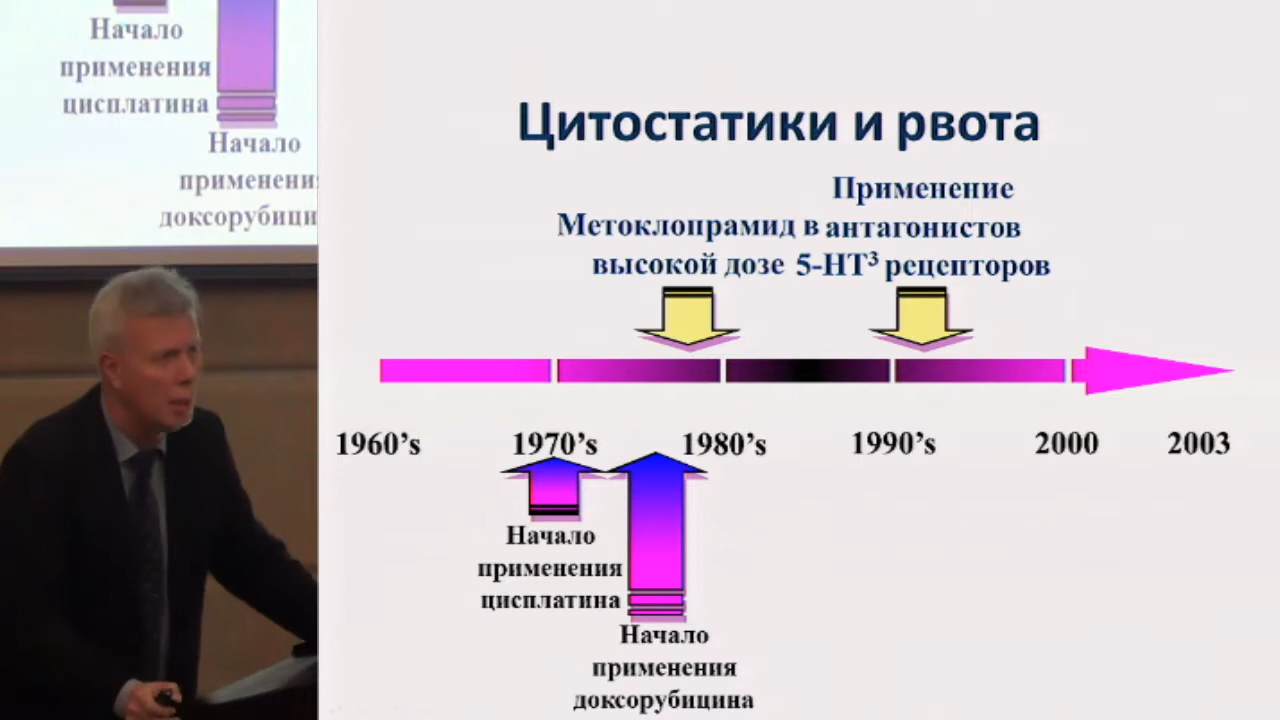 Начало
применения
цисплатина
Начало
применени
доксорубици
Цитостатики и рвота
Применение
Метоклопрамид в антагонистов
высокой дозе 5-НТ³ рецепторов
1960’s 1970’s 1980’s 1990’s 2000 2003
Начало
применения
цисплатина
Начало
применения
доксорубицина